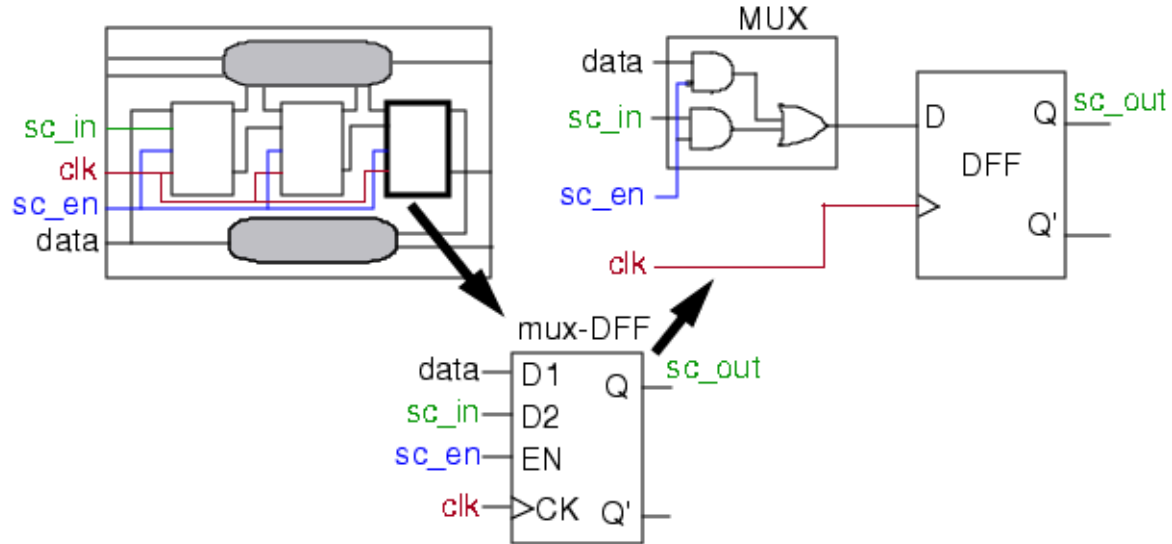 sc_in
clk
sc_en
data
MUX
data
sc_in
sc_en
clk
D
Q
sc_out
DFF
Q'
mux-DFF
data
D1
Q
sc_out
sc_in
D2
sc_en
EN
clk
CK
Q'